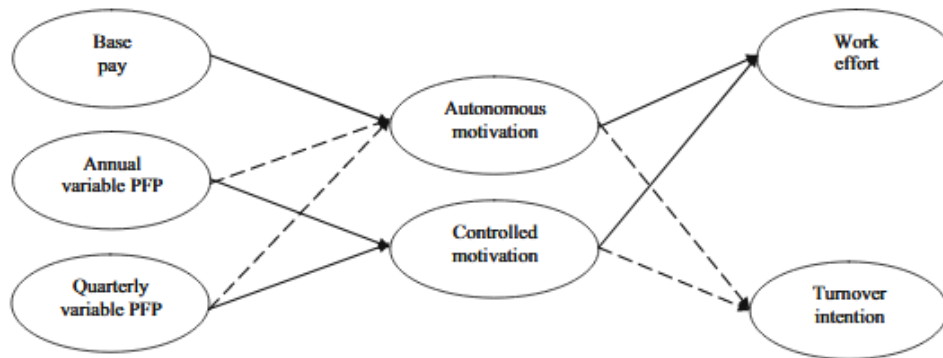 Base
pay
Work
effort
Autonomous
motivation
Annual
variable PFP
Controlled
motivation
Quarterly
variable PFP
Turnover
intention